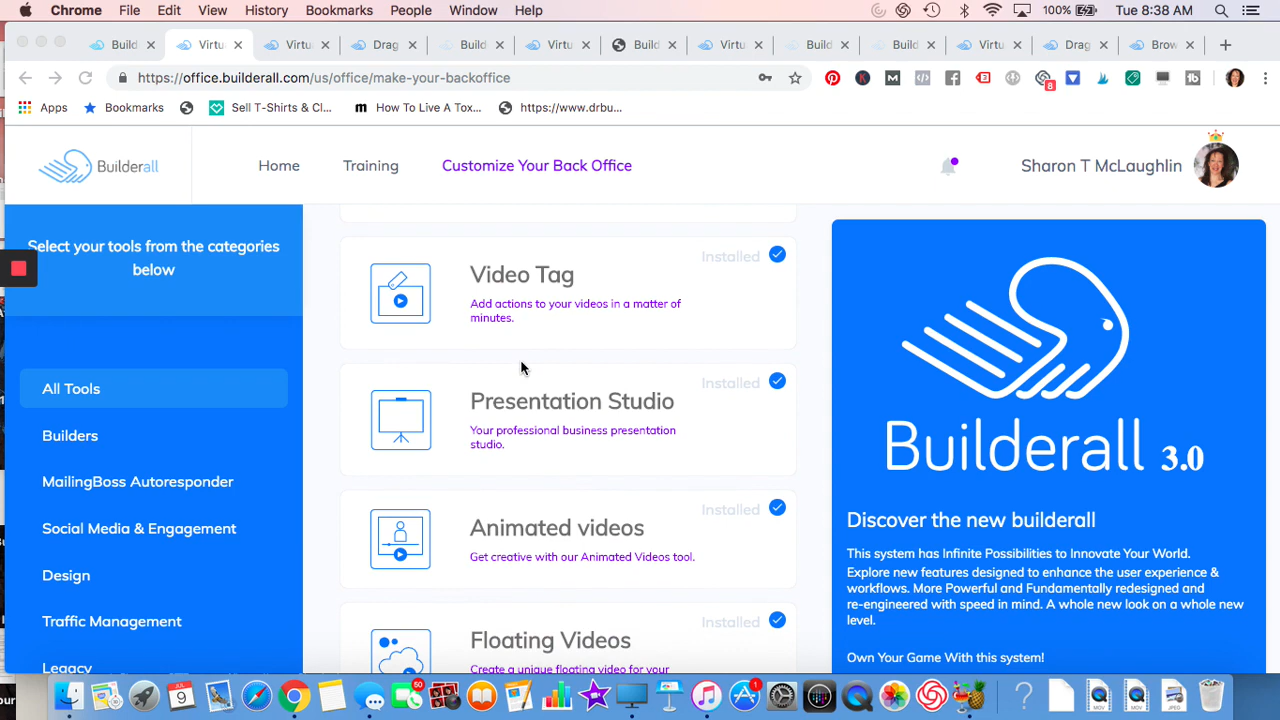 Chrome File Edit View History Bookmarks People Window Help 100% Tue 8:38 AM
Build Virtu Virtu Drag Build Virtu Build Virtu Build Build Virtu Drag Brow
https://office.builderall.com/us/office/make-your-backoffice
8
Apps Bookmarks Sell T-Shirts & Cl... How To Live A Tox... https://www.drbu...
Builderall Home Training Customize Your Back Office Sharon T McLaughlin
Select your tools from the categories
below
All Tools
Builders
MailingBoss Autoresponder
Social Media & Engagement
Design
Traffic Management
Legacy
Video Tag
Installed
Add actions to your videos in a matter of
minutes.
Presentation Studio
Installed
Your professional business presentation
studio.
Animated videos
Installed
Get creative with our Animated Videos tool.
Floating Videos
Installed
Create a unique floating video for your
Builderall 3.0
Discover the new builderall
This system has Infinite Possibilities to Innovate Your World.
Explore new features designed to enhance the user experience &
workflows. More Powerful and Fundamentally redesigned and
re-engineered with speed in mind. A whole new look on a whole new
level.
Own Your Game With this system!
9 50 1